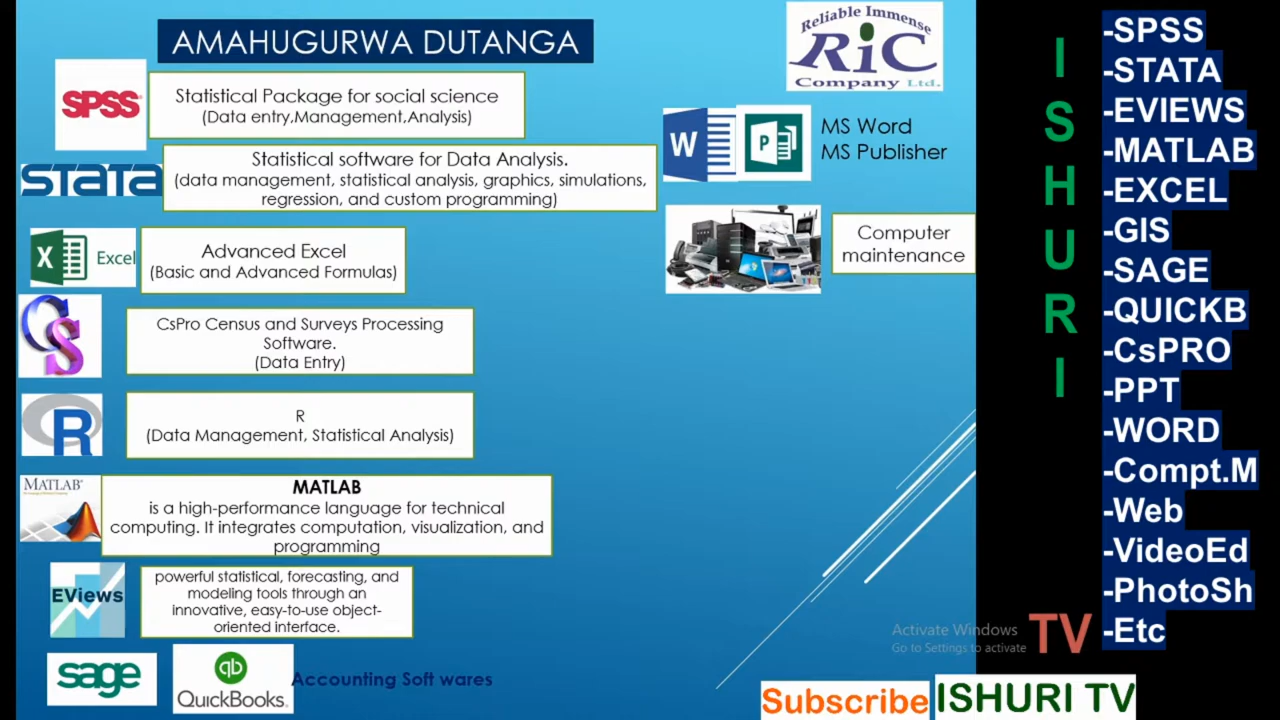 AMAHUGURWA DUTANGA
Reliable Immense
RiC
Company Ltd.
SPSS
Statistical Package for social science
(Data entry,Management,Analysis)
STATA
Statistical software for Data Analysis.
(data management, statistical analysis, graphics, simulations,
regression, and custom programming)
X Excel
Advanced Excel
(Basic and Advanced Formulas)
CS
CsPro Census and Surveys Processing
Software.
(Data Entry)
R
R
(Data Management, Statistical Analysis)
MATLAB
MATLAB
is a high-performance language for technical
computing. It integrates computation, visualization, and
programming
EViews
powerful statistical, forecasting, and
modeling tools through an
innovative, easy-to-use object-
oriented interface.
sage
qb
QuickBooks.
Accounting Soft wares
W
P
MS Word
MS Publisher
Computer
maintenance
I
S
H
U
R
I
TV
-SPSS
-STATA
-EVIEWS
-MATLAB
-EXCEL
-GIS
-SAGE
-QUICKB
-CsPRO
-PPT
-WORD
-Compt.M
-Web
-VideoEd
-PhotoSh
-Etc
Activate Windows
Go to Settings to activate
Subscribe ISHURI TV